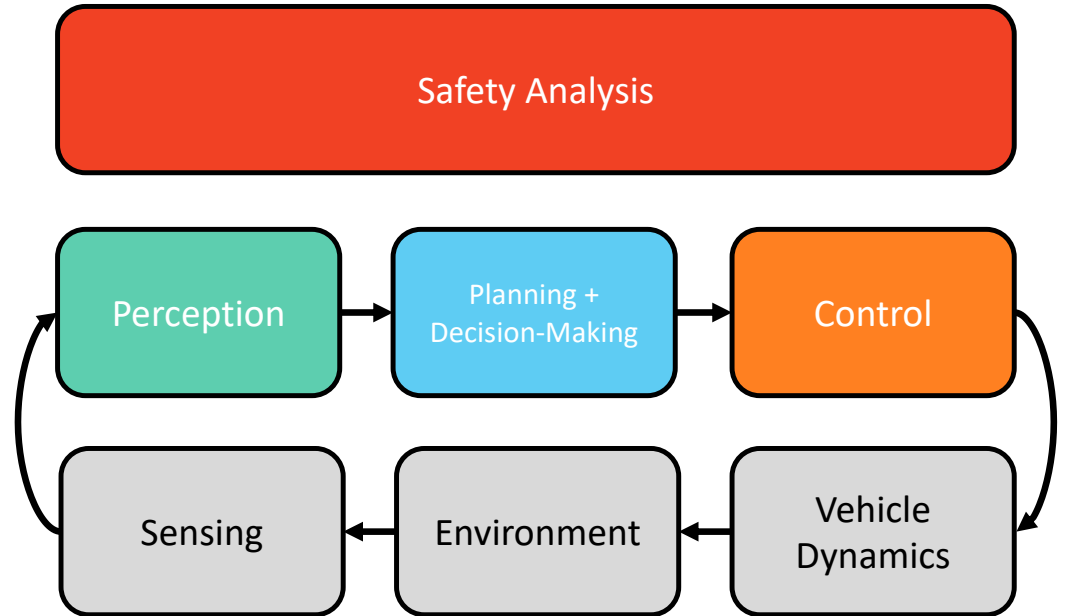 Safety Analysis
Perception
Planning +
Decision-Making
Control
Sensing
Environment
Vehicle
Dynamics